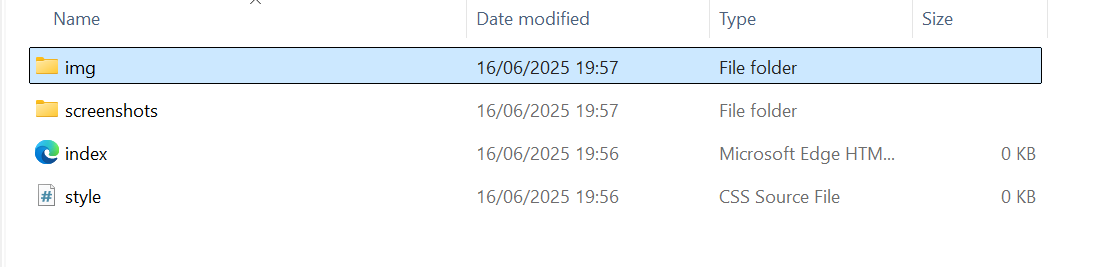 Name Date modified Type Size
img 16/06/2025 19:57 File folder
screenshots 16/06/2025 19:57 File folder
index 16/06/2025 19:56 Microsoft Edge HTM... 0 KB
# style 16/06/2025 19:56 CSS Source File 0 KB